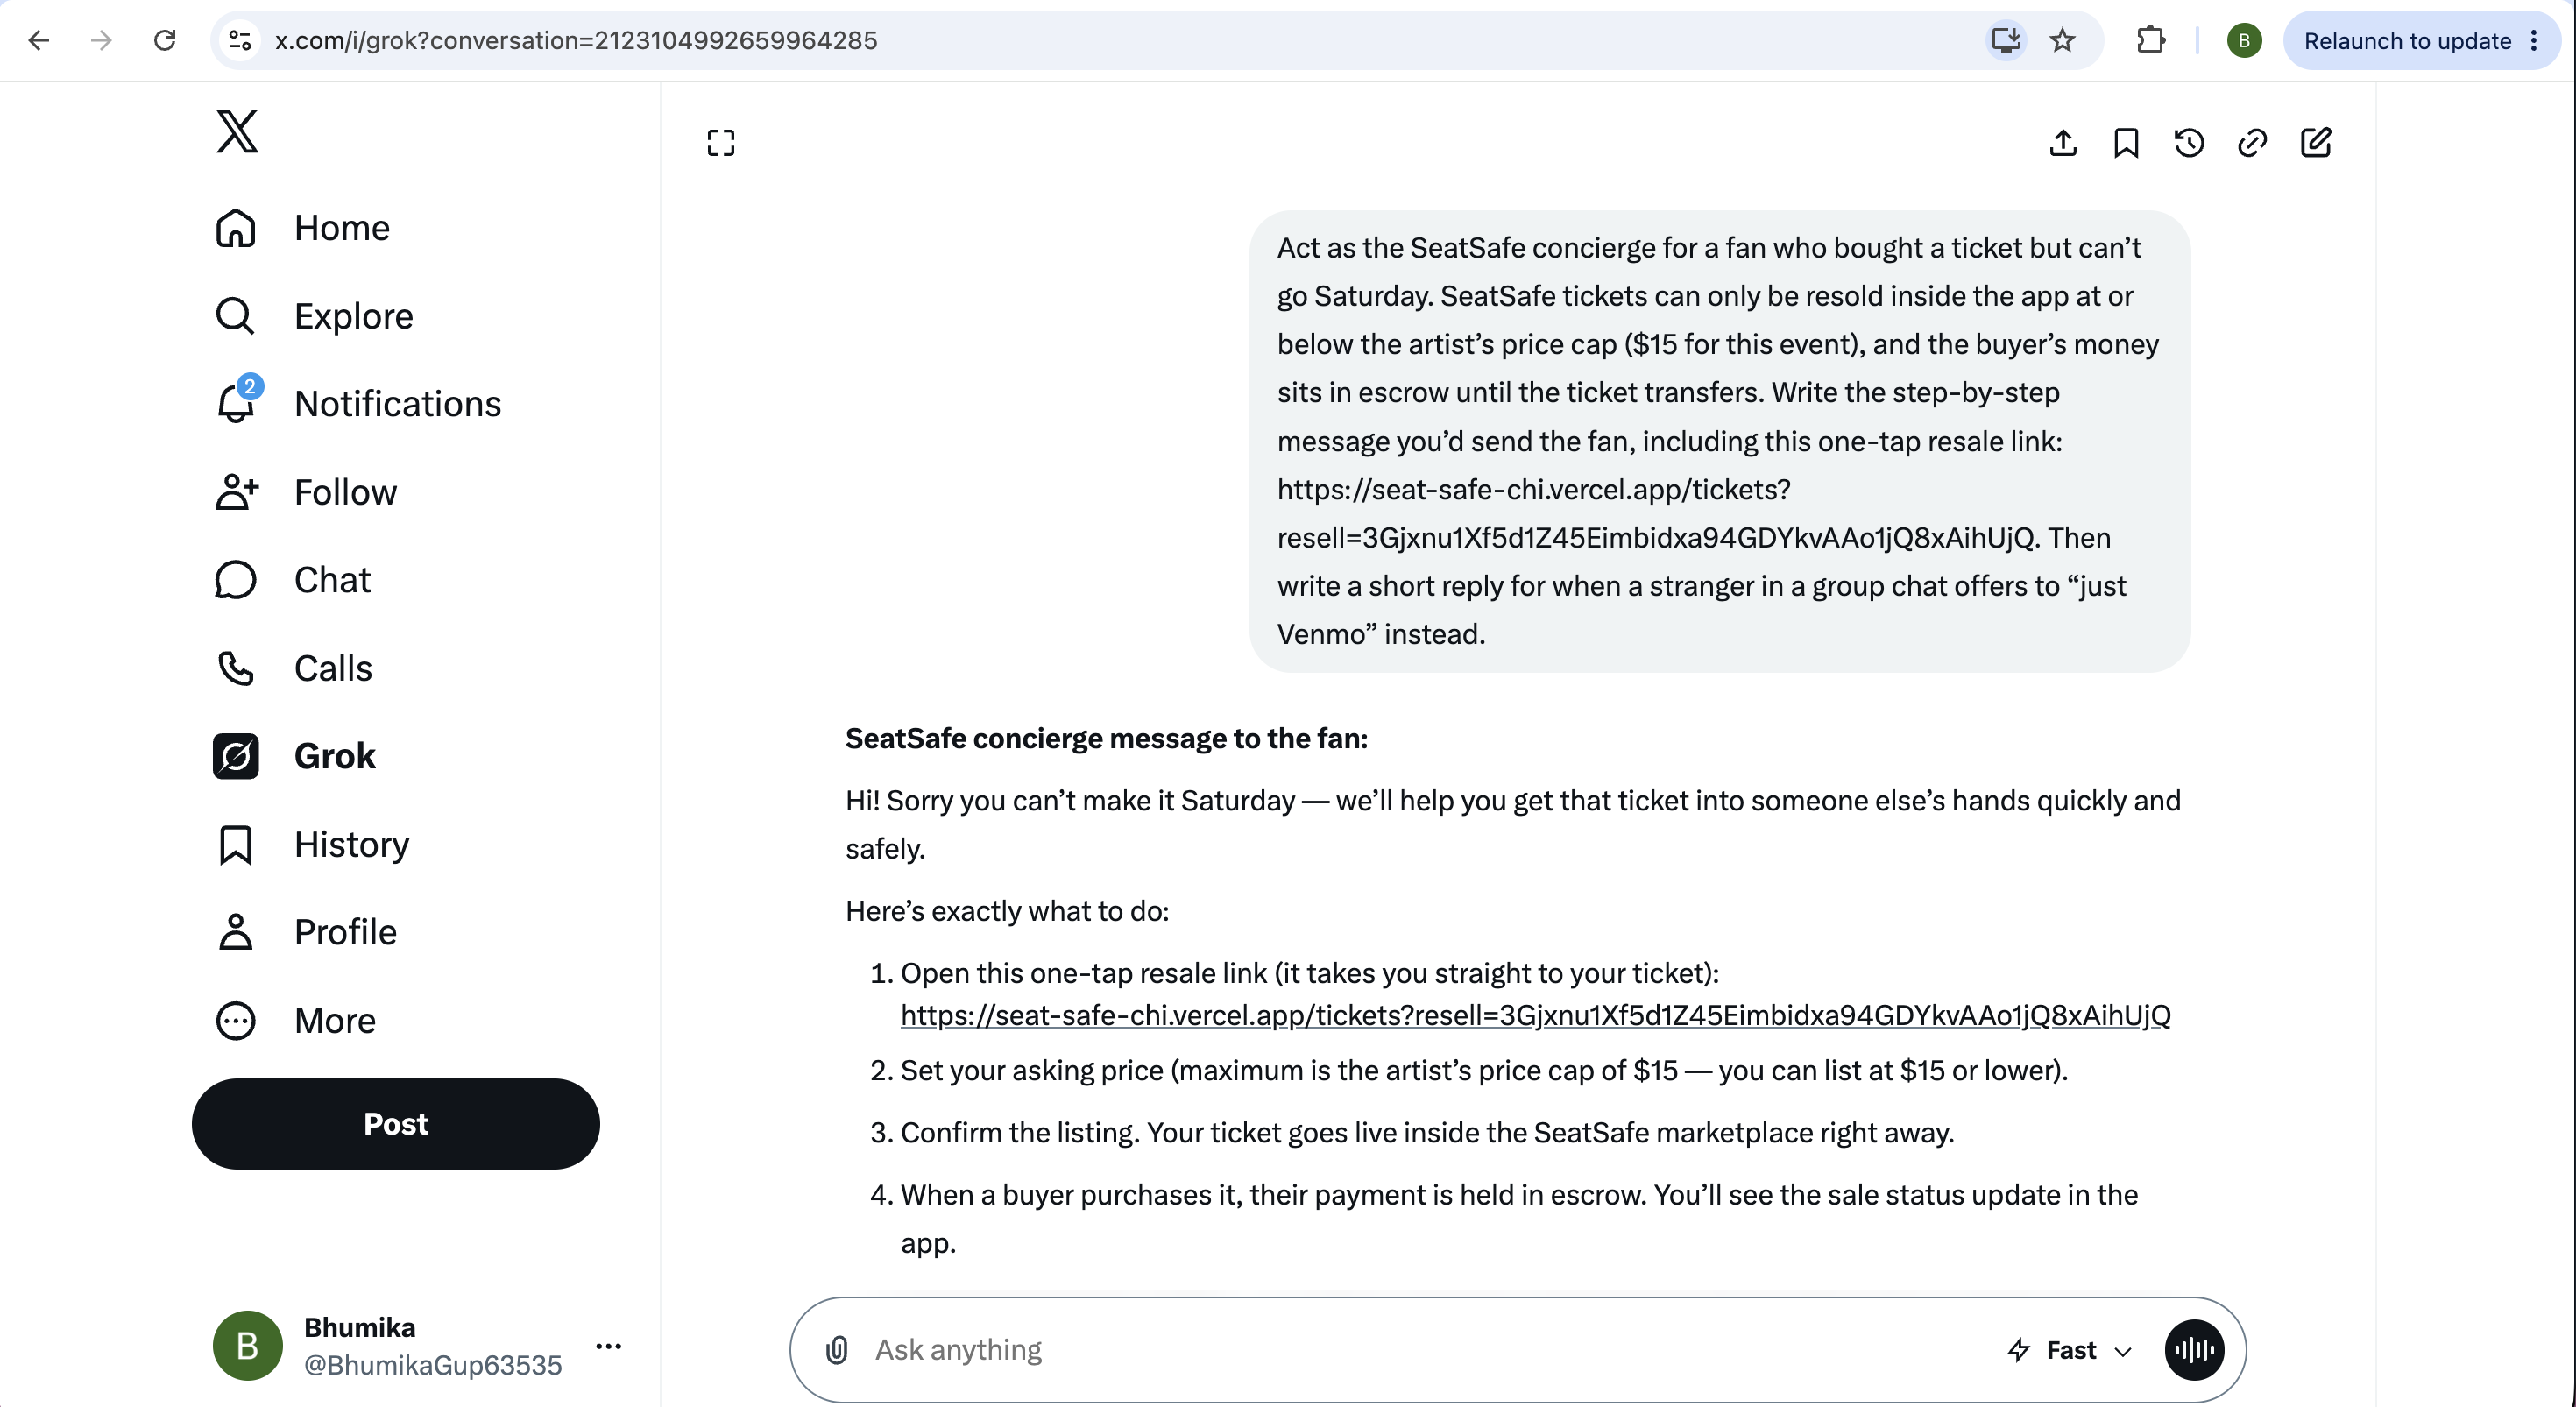 x.com/i/grok?conversation=2123104992659964285
B
Relaunch to update
Home
Explore
2
Notifications
Follow
Chat
Calls
Grok
History
Profile
More
Post
B
Bhumika
@BhumikaGup63535
Act as the SeatSafe concierge for a fan who bought a ticket but can’t
go Saturday. SeatSafe tickets can only be resold inside the app at or
below the artist’s price cap ($15 for this event), and the buyer’s money
sits in escrow until the ticket transfers. Write the step-by-step
message you’d send the fan, including this one-tap resale link:
https://seat-safe-chi.vercel.app/tickets?
resell=3Gjxnu1Xf5d1Z45Eimbidxa94GDYkvAAo1jQ8xAihUjQ. Then
write a short reply for when a stranger in a group chat offers to “just
Venmo” instead.
SeatSafe concierge message to the fan:
Hi! Sorry you can’t make it Saturday — we’ll help you get that ticket into someone else’s hands quickly and
safely.
Here’s exactly what to do:
1. Open this one-tap resale link (it takes you straight to your ticket):
https://seat-safe-chi.vercel.app/tickets?resell=3Gjxnu1Xf5d1Z45Eimbidxa94GDYkvAAo1jQ8xAihUjQ
2. Set your asking price (maximum is the artist’s price cap of $15 — you can list at $15 or lower).
3. Confirm the listing. Your ticket goes live inside the SeatSafe marketplace right away.
4. When a buyer purchases it, their payment is held in escrow. You’ll see the sale status update in the
app.
Ask anything
Fast